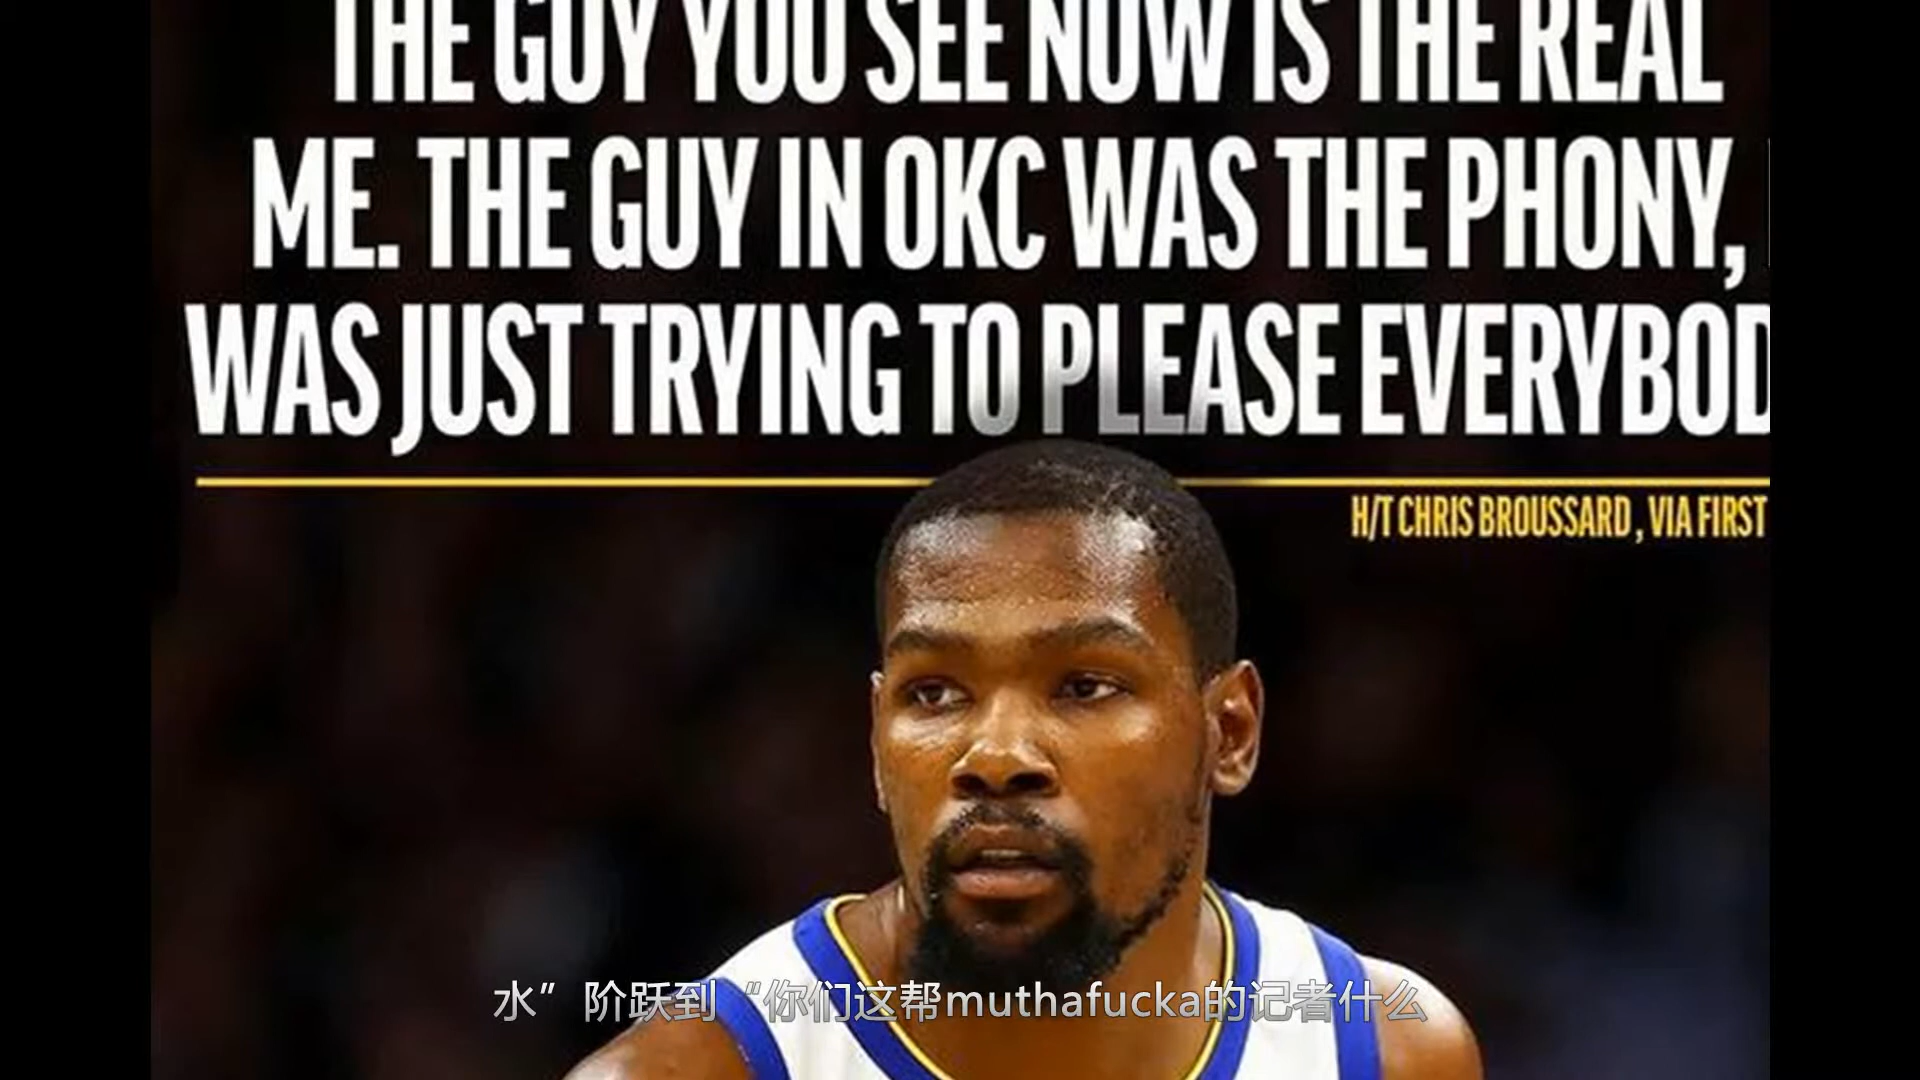 THE GUY YOU SEE NOW IS THE REAL
ME. THE GUY IN OKC WAS THE PHONY,
WAS JUST TRYING TO PLEASE EVERYBOD
H/T CHRIS BROUSSARD, VIA FIRST
水”阶跃到“你们这帮muthafucka的记者什么